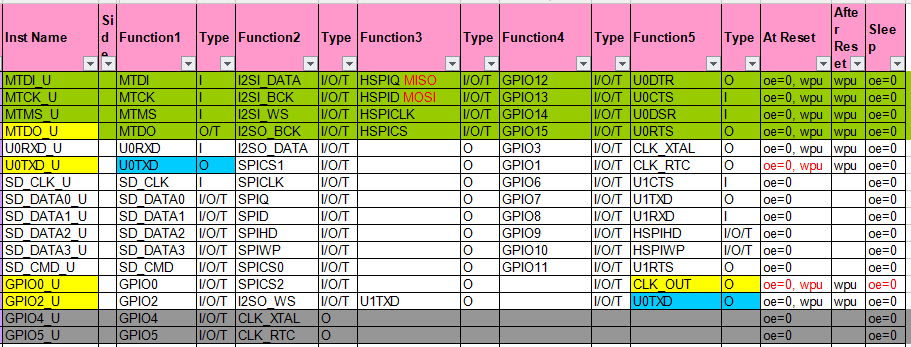 Inst Name Side Function1 Type Function2 Type Function3 Type Function4 Type Function5 Type At Reset After Reset Sleep
MTDI_U MTDI I I2SI_DATA I/O/T HSPIQ MISO I/O/T GPIO12 I/O/T U0DTR O oe=0, wpu wpu oe=0
MTCK_U MTCK I I2SI_BCK I/O/T HSPID MOSI I/O/T GPIO13 I/O/T U0CTS I oe=0, wpu wpu oe=0
MTMS_U MTMS I I2SI_WS I/O/T HSPICLK I/O/T GPIO14 I/O/T U0DSR I oe=0, wpu wpu oe=0
MTDO_U MTDO O/T I2SO_BCK I/O/T HSPICS I/O/T GPIO15 I/O/T U0RTS O oe=0, wpu wpu oe=0
U0RXD_U U0RXD I I2SO_DATA I/O/T O GPIO3 I/O/T CLK_XTAL O oe=0, wpu wpu oe=0
U0TXD_U U0TXD O SPICS1 I/O/T O GPIO1 I/O/T CLK_RTC O oe=0, wpu wpu oe=0
SD_CLK_U SD_CLK I SPICLK I/O/T O GPIO6 I/O/T U1CTS I oe=0 oe=0
SD_DATA0_U SD_DATA0 I/O/T SPIQ I/O/T O GPIO7 I/O/T U1TXD O oe=0 oe=0
SD_DATA1_U SD_DATA1 I/O/T SPID I/O/T O GPIO8 I/O/T U1RXD I oe=0 oe=0
SD_DATA2_U SD_DATA2 I/O/T SPIHD I/O/T O GPIO9 I/O/T HSPIHD I/O/T oe=0 oe=0
SD_DATA3_U SD_DATA3 I/O/T SPIWP I/O/T O GPIO10 I/O/T HSPIWP I/O/T oe=0 oe=0
SD_CMD_U SD_CMD I/O/T SPICS0 I/O/T O GPIO11 I/O/T U1RTS O oe=0 oe=0
GPIO0_U GPIO0 I/O/T SPICS2 I/O/T O I/O/T CLK_OUT O oe=0, wpu wpu oe=0
GPIO2_U GPIO2 I/O/T I2SO_WS I/O/T U1TXD O I/O/T U0TXD O oe=0, wpu wpu oe=0
GPIO4_U GPIO4 I/O/T CLK_XTAL O oe=0 oe=0
GPIO5_U GPIO5 I/O/T CLK_RTC O oe=0 oe=0